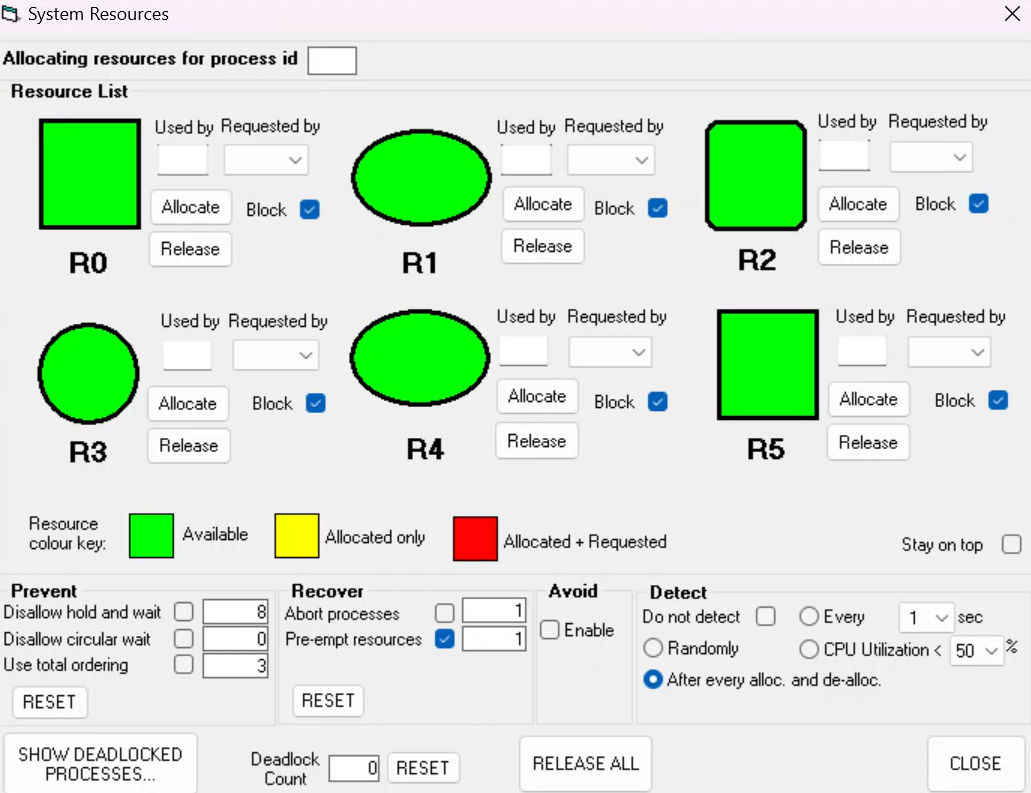 System Resources
Allocating resources for process id
Resource List
Used by Requested by
Allocate Block
Release
R0
Used by Requested by
Allocate Block
Release
R1
Used by Requested by
Allocate Block
Release
R2
Used by Requested by
Allocate Block
Release
R3
Used by Requested by
Allocate Block
Release
R4
Used by Requested by
Allocate Block
Release
R5
Resource
colour key:
Available
Allocated only
Allocated + Requested
Stay on top
Prevent
Disallow hold and wait 8
Disallow circular wait 0
Use total ordering 3
RESET
Recover
Abort processes 1
Pre-empt resources 1
RESET
Avoid
Enable
Detect
Do not detect Every 1 sec
Randomly CPU Utilization < 50 %
After every alloc. and de-alloc.
SHOW DEADLOCKED
PROCESSES...
Deadlock
Count
0 RESET
RELEASE ALL
CLOSE